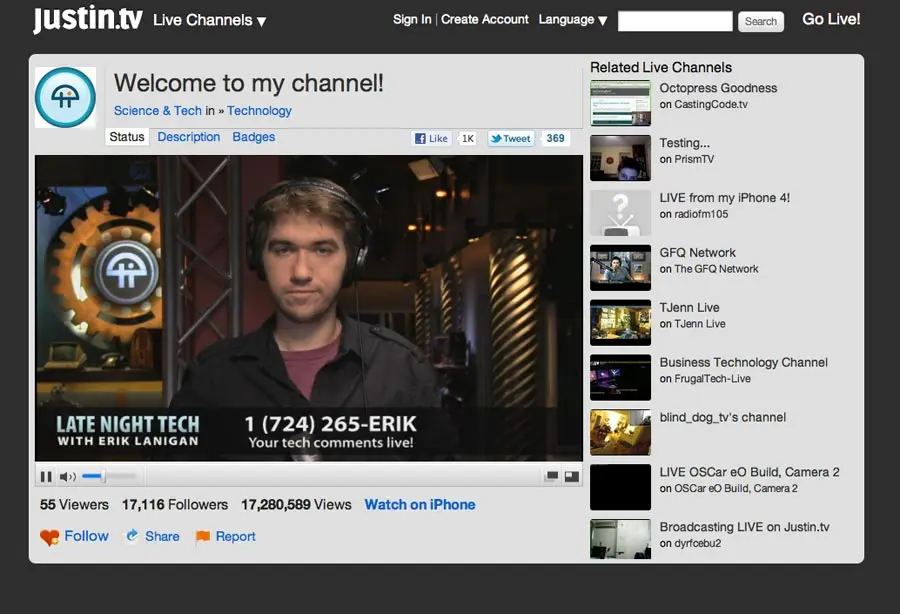 justin.tv Live Channels ▾ Sign In | Create Account Language ▾ Search Go Live!
Welcome to my channel!
Science & Tech in » Technology
Status Description Badges Like 1K Tweet 369
LATE NIGHT TECH
WITH ERIK LANIGAN
1 (724) 265-ERIK
Your tech comments live!
55 Viewers 17,116 Followers 17,280,589 Views Watch on iPhone
Follow Share Report
Related Live Channels
Octopress Goodness
on CastingCode.tv
Testing...
on PrismTV
LIVE from my iPhone 4!
on radiofm105
GFQ Network
on The GFQ Network
TJenn Live
on TJenn Live
Business Technology Channel
on FrugalTech-Live
blind_dog_tv's channel
LIVE OSCar eO Build, Camera 2
on OSCar eO Build, Camera 2
Broadcasting LIVE on Justin.tv
on dyrfcebu2